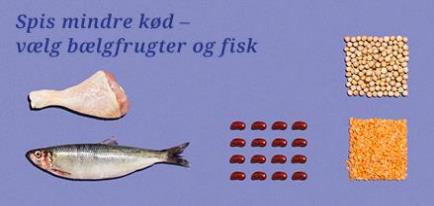 Spis mindre kød –
vælg bælgfrugter og fisk